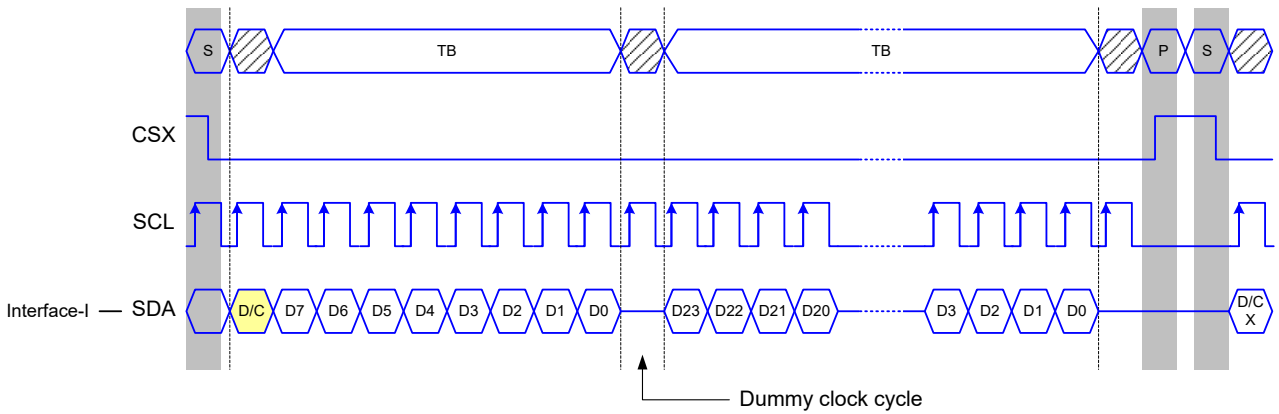 S TB TB P S
CSX
SCL
Interface-I SDA D/C D7 D6 D5 D4 D3 D2 D1 D0 D23 D22 D21 D20 D3 D2 D1 D0 D/C
X
Dummy clock cycle